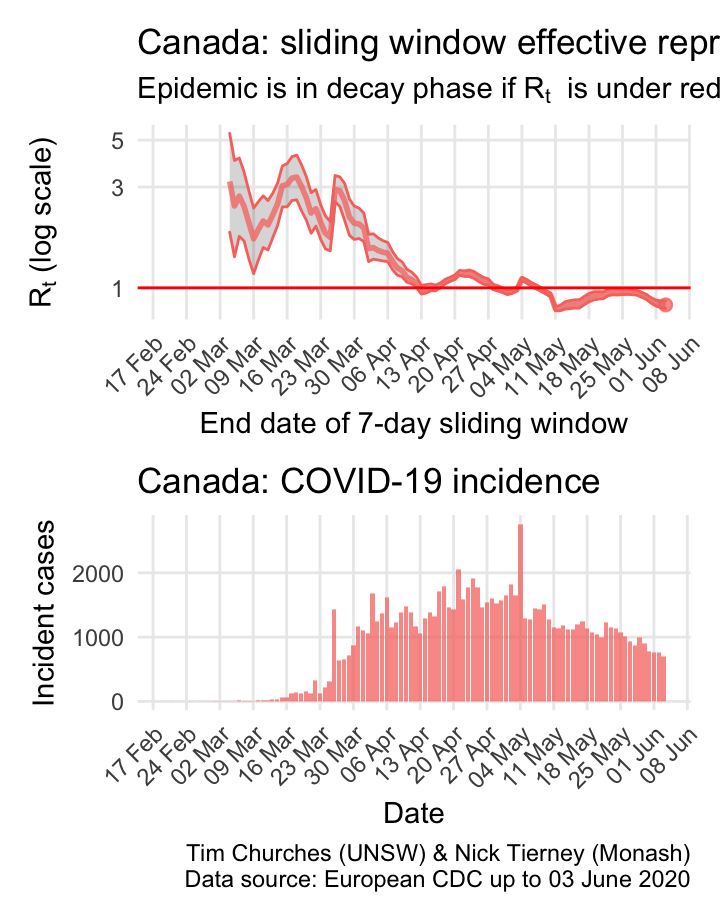 Canada: sliding window effective repr
Epidemic is in decay phase if Rt is under red
Rt (log scale)
5
3
1
17 Feb
24 Feb
02 Mar
09 Mar
16 Mar
23 Mar
30 Mar
06 Apr
13 Apr
20 Apr
27 Apr
04 May
11 May
18 May
25 May
01 Jun
08 Jun
End date of 7-day sliding window
Canada: COVID-19 incidence
Incident cases
2000
1000
0
17 Feb
24 Feb
02 Mar
09 Mar
16 Mar
23 Mar
30 Mar
06 Apr
13 Apr
20 Apr
27 Apr
04 May
11 May
18 May
25 May
01 Jun
08 Jun
Date
Tim Churches (UNSW) & Nick Tierney (Monash)
Data source: European CDC up to 03 June 2020